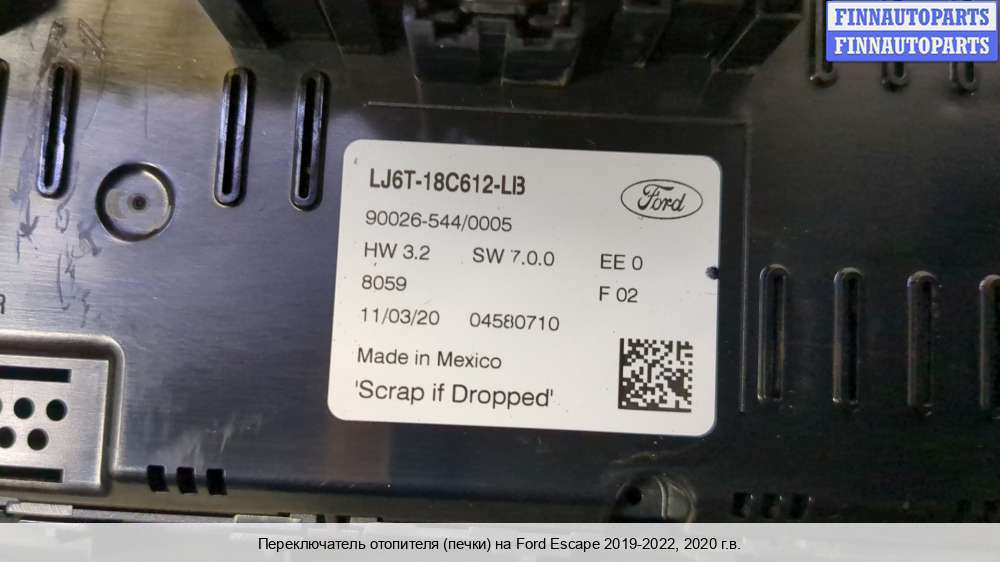 FINNAUTOPARTS
FINNAUTOPARTS
LJ6T-18C612-LB
Ford
90026-544/0005
HW 3.2 SW 7.0.0 EE 0
8059 F 02
11/03/20 04580710
Made in Mexico
'Scrap if Dropped'
R
Переключатель отопителя (печки) на Ford Escape 2019-2022, 2020 г.в.